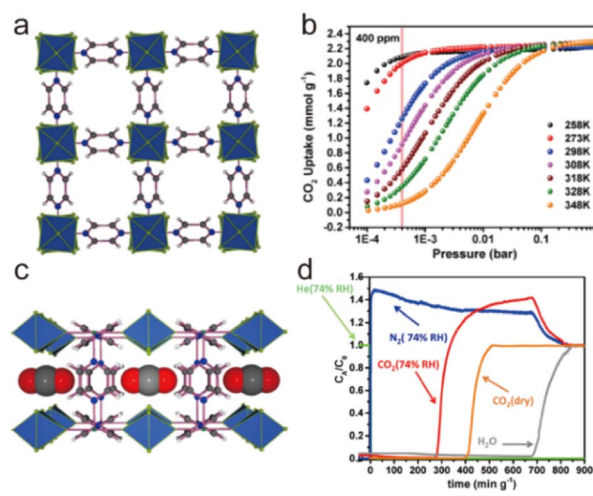 a
b
400 ppm
CO2 Uptake (mmol g-1)
2.4
2.2
2.0
1.8
1.6
1.4
1.2
1.0
0.8
0.6
0.4
0.2
0.0
258K
273K
298K
308K
318K
328K
348K
1E-4
1E-3
0.01
0.1
Pressure (bar)
c
d
He(74% RH)
N2( 74% RH)
CO2(74% RH)
CO2(dry)
H2O
CA/C0
1.6
1.4
1.2
1.0
0.8
0.6
0.4
0.2
0.0
0
100
200
300
400
500
600
700
800
900
time (min g-1)